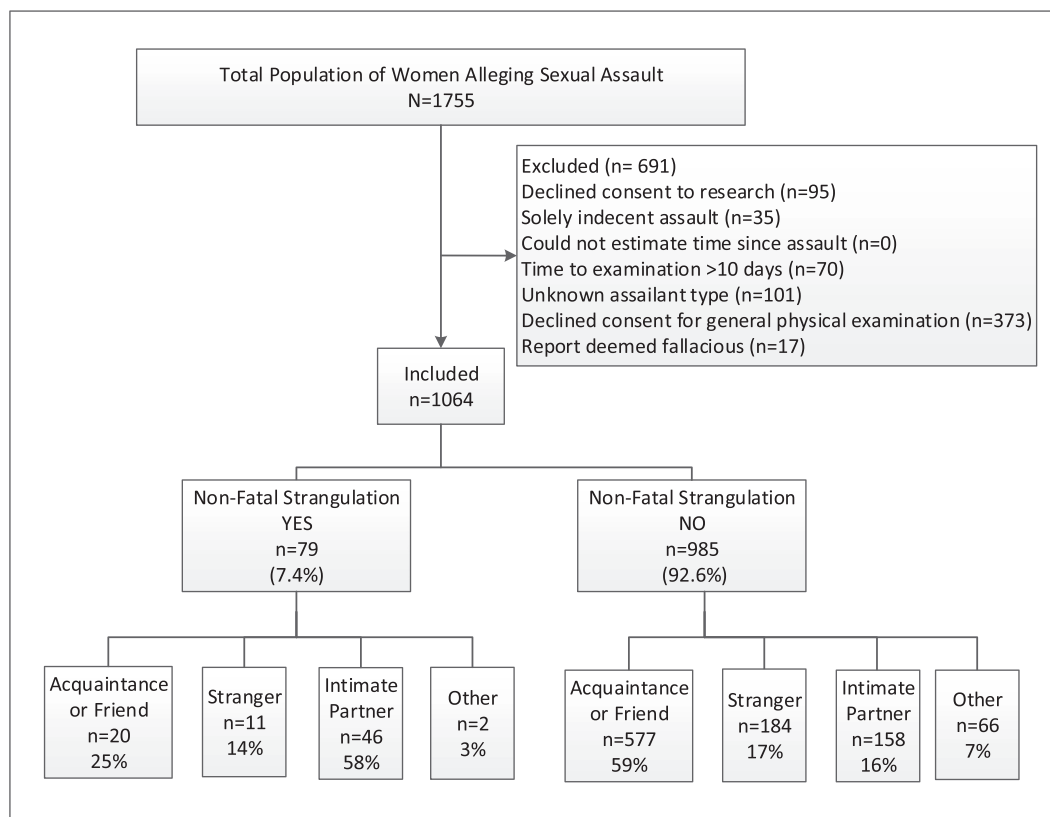 Total Population of Women Alleging Sexual Assault
N=1755
Excluded (n= 691)
Declined consent to research (n=95)
Solely indecent assault (n=35)
Could not estimate time since assault (n=0)
Time to examination >10 days (n=70)
Unknown assailant type (n=101)
Declined consent for general physical examination (n=373)
Report deemed fallacious (n=17)
Included
n=1064
Non-Fatal Strangulation
YES
n=79
(7.4%)
Non-Fatal Strangulation
NO
n=985
(92.6%)
Acquaintance
or Friend
n=20
25%
Stranger
n=11
14%
Intimate
Partner
n=46
58%
Other
n=2
3%
Acquaintance
or Friend
n=577
59%
Stranger
n=184
17%
Intimate
Partner
n=158
16%
Other
n=66
7%